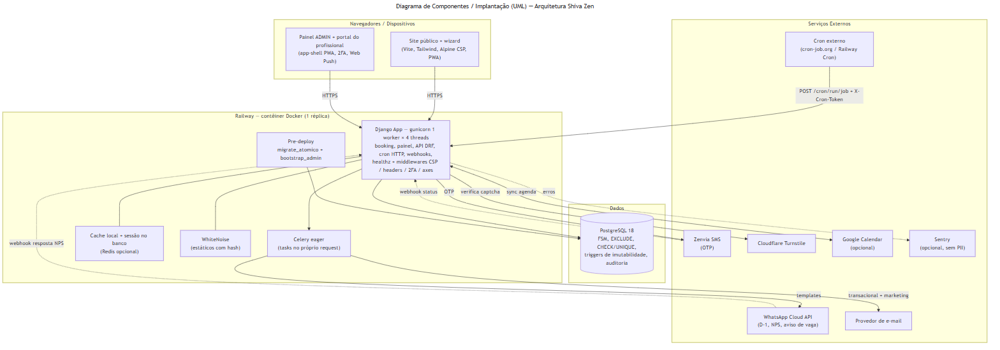 Diagrama de Componentes / Implantação (UML) — Arquitetura Shiva Zen
Navegadores / Dispositivos
Painel ADMIN + portal do
profissional
(app-shell PWA, 2FA, Web
Push)
Site público + wizard
(Vite, Tailwind, Alpine CSP,
PWA)
Serviços Externos
Cron externo
(cron-job.org / Railway
Cron)
HTTPS
HTTPS
POST /cron/run/job + X-
Cron-Token
Railway — contêiner Docker (1 réplica)
Pre-deploy
migrate_atomico +
bootstrap_admin
Django App — gunicorn 1
worker × 4 threads
booking, painel, API DRF,
cron HTTP, webhooks,
healthz + middlewares CSP
/ headers / 2FA / axes
webhook status
OTP
verifica captcha
sync agenda
erros
Dados
PostgreSQL 18
FSM, EXCLUDE,
CHECK/UNIQUE,
triggers de imutabilidade,
auditoria
webhook resposta NPS
Cache local + sessão no
banco
(Redis opcional)
WhiteNoise
(estáticos com hash)
Celery eager
(tasks no próprio request)
Zenvia SMS
(OTP)
Cloudflare Turnstile
Google Calendar
(opcional)
Sentry
(opcional, sem PII)
templates
transacional + marketing
WhatsApp Cloud API
(D-1, NPS, aviso de vaga)
Provedor de e-mail